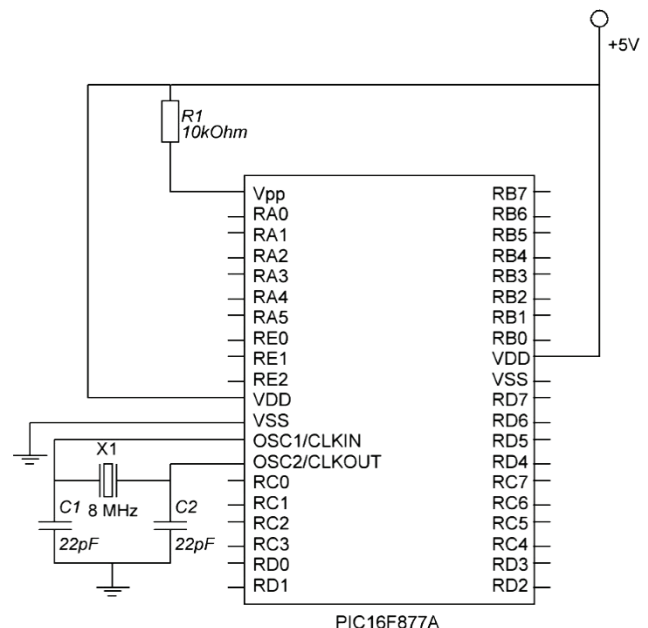 +5V
R1
10kOhm
Vpp
RA0
RA1
RA2
RA3
RA4
RA5
RE0
RE1
RE2
VDD
VSS
OSC1/CLKIN
OSC2/CLKOUT
RC0
RC1
RC2
RC3
RD0
RD1
RB7
RB6
RB5
RB4
RB3
RB2
RB1
RB0
VDD
VSS
RD7
RD6
RD5
RD4
RC7
RC6
RC5
RC4
RD3
RD2
X1
8 MHz
C1
22pF
C2
22pF
PIC16F877A